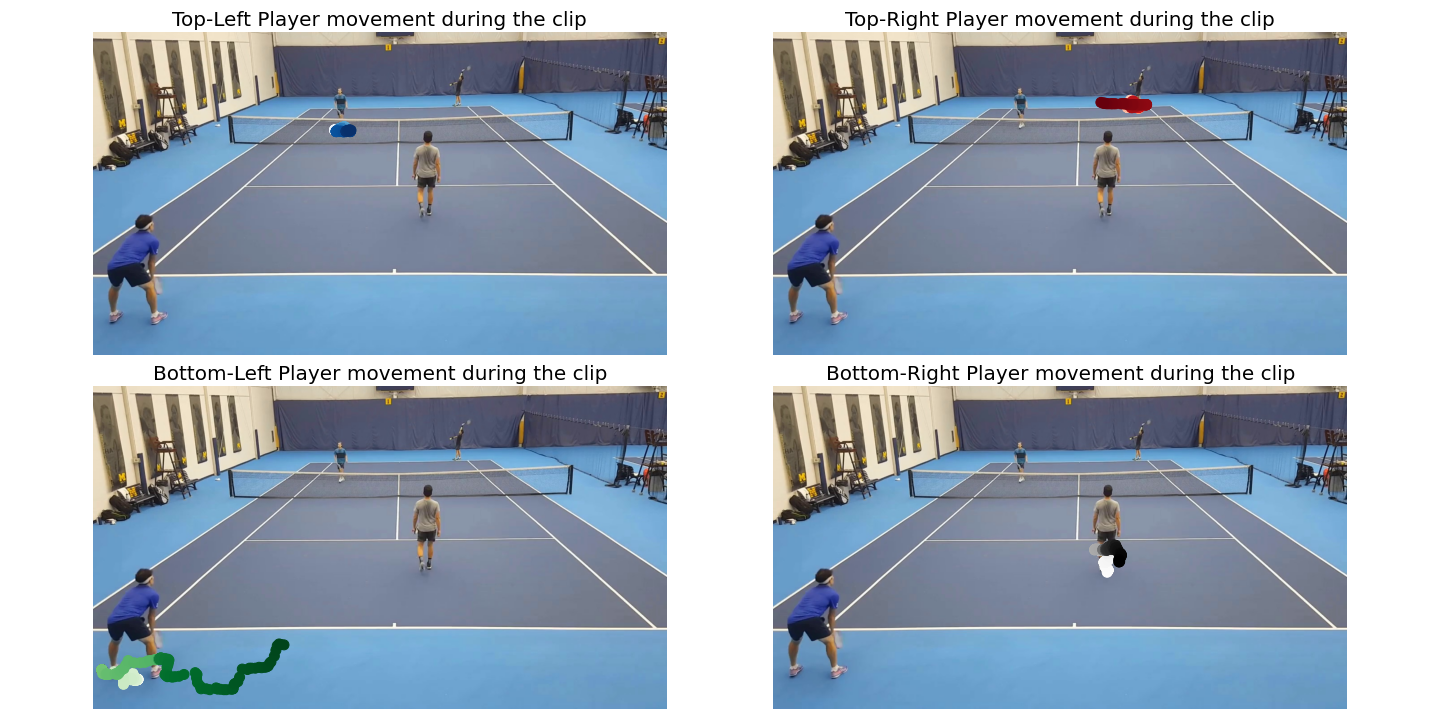 Top-Left Player movement during the clip
Top-Right Player movement during the clip
Bottom-Left Player movement during the clip
Bottom-Right Player movement during the clip